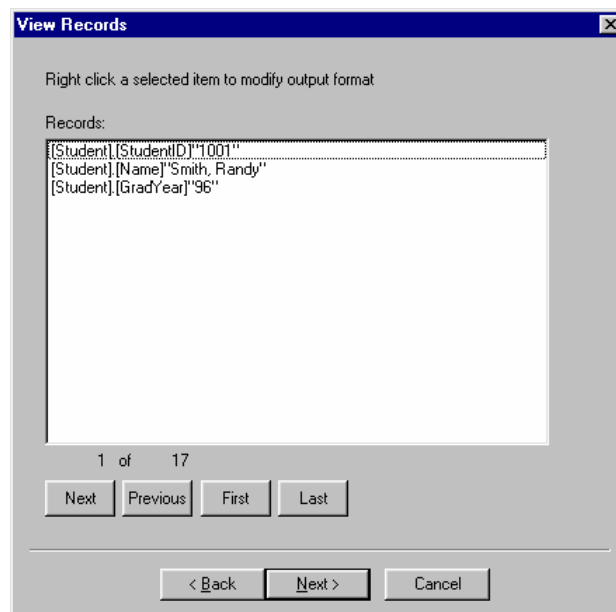 View Records
Right click a selected item to modify output format
Records:
[Student].[StudentID]"1001"
[Student].[Name]"Smith, Randy"
[Student].[GradYear]"96"
1 of 17
Next Previous First Last
< Back Next > Cancel